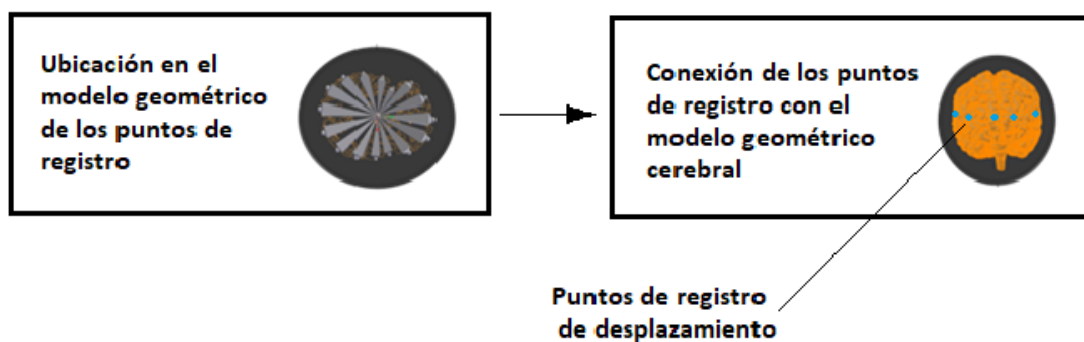 Ubicación en el
modelo geométrico
de los puntos de
registro
Conexión de los puntos
de registro con el
modelo geométrico
cerebral
Puntos de registro
de desplazamiento